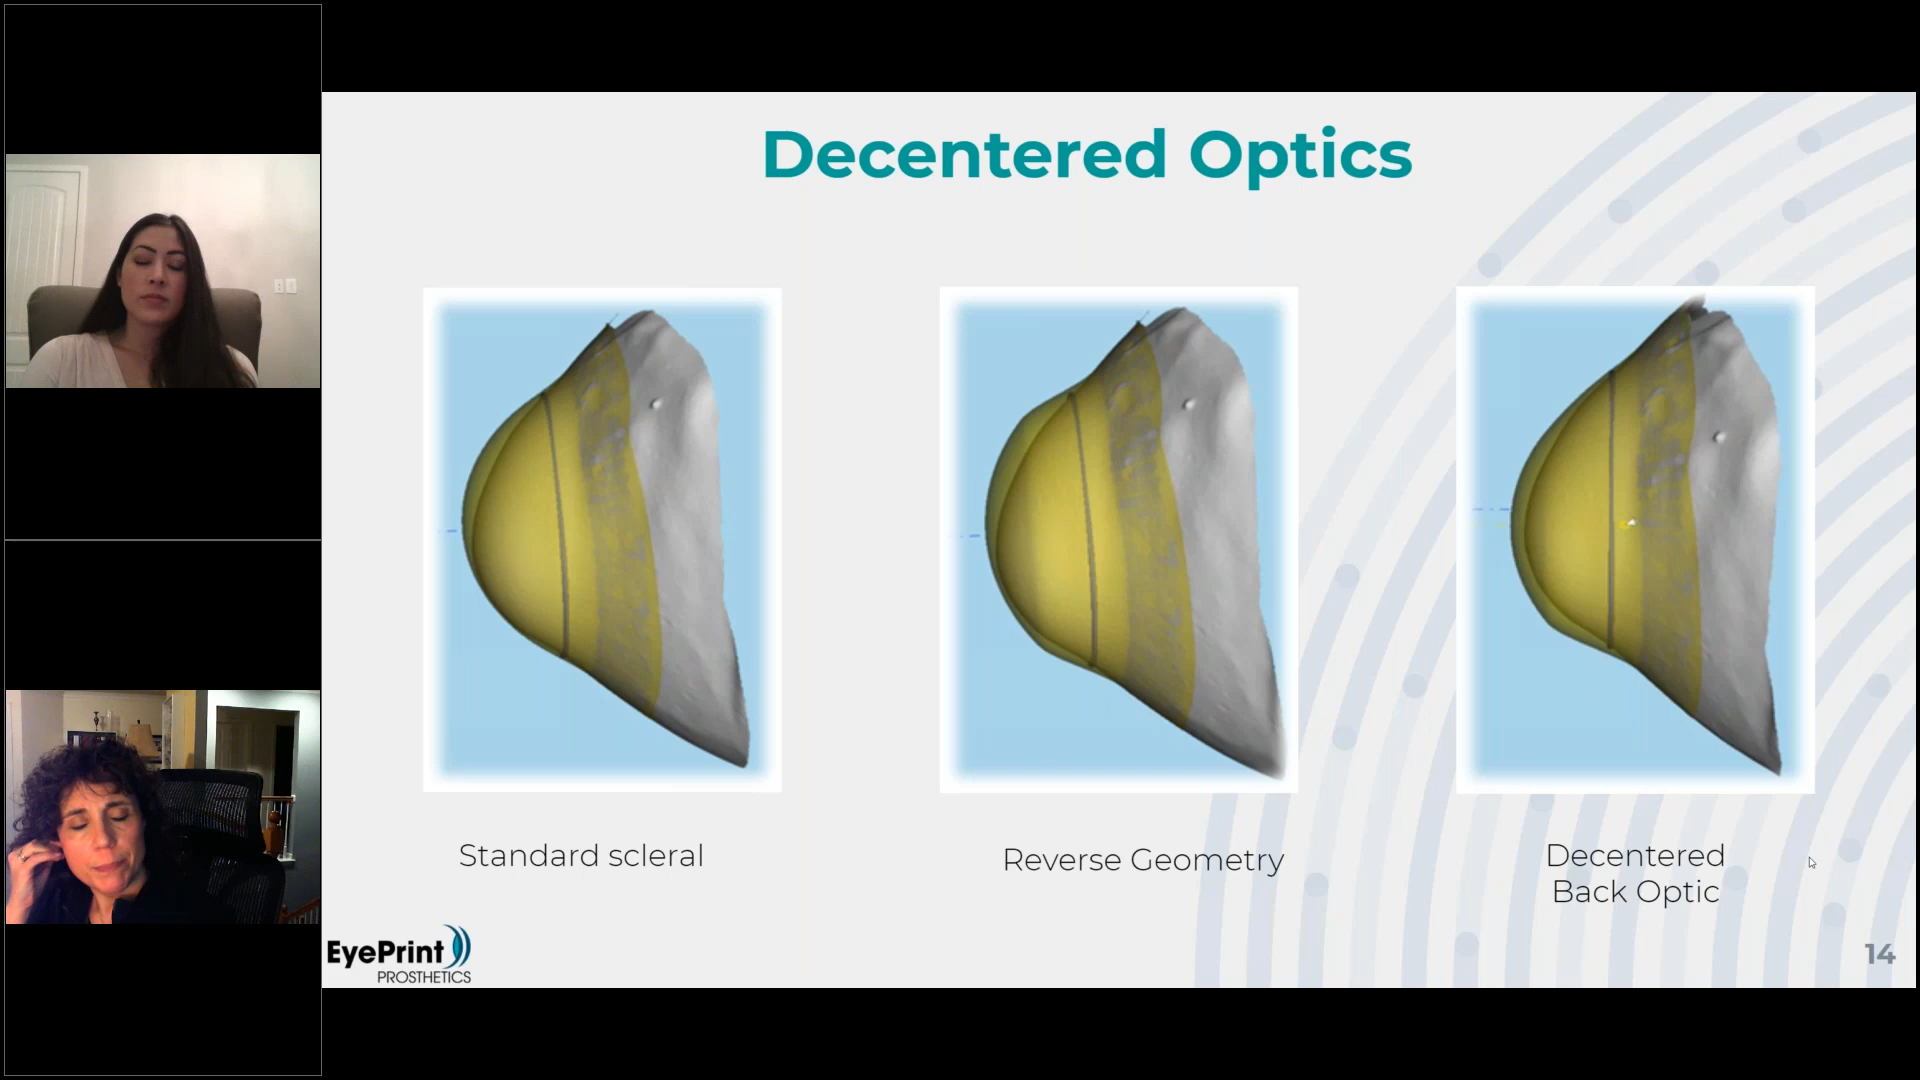 Decentered Optics
Standard scleral
Reverse Geometry
Decentered
Back Optic
EyePrint
PROSTHETICS
14